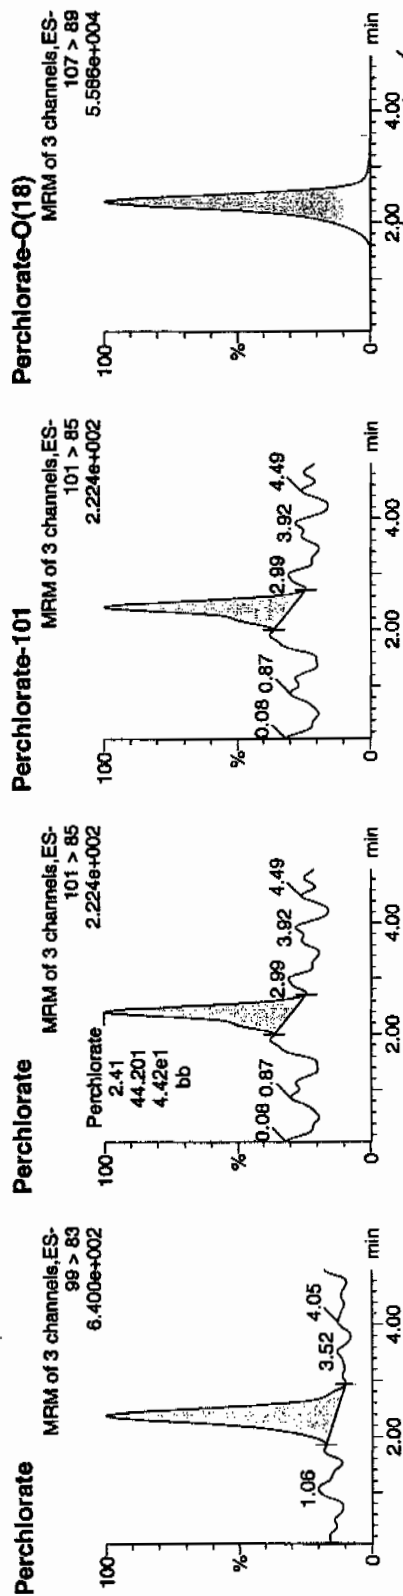 Perchlorate
MRM of 3 channels,ES-
99 > 83
6.400e+002
100
%
0
1.06
3.52
4.05
2.00
4.00
min
Perchlorate
MRM of 3 channels,ES-
101 > 85
2.224e+002
100
%
0
Perchlorate
2.41
44.201
4.42e1
bb
0.08
0.87
2.99
3.92
4.49
2.00
4.00
min
Perchlorate-101
MRM of 3 channels,ES-
101 > 85
2.224e+002
100
%
0
0.08
0.87
2.99
3.92
4.49
2.00
4.00
min
Perchlorate-O(18)
MRM of 3 channels,ES-
107 > 89
5.586e+004
100
%
0
2.00
4.00
min